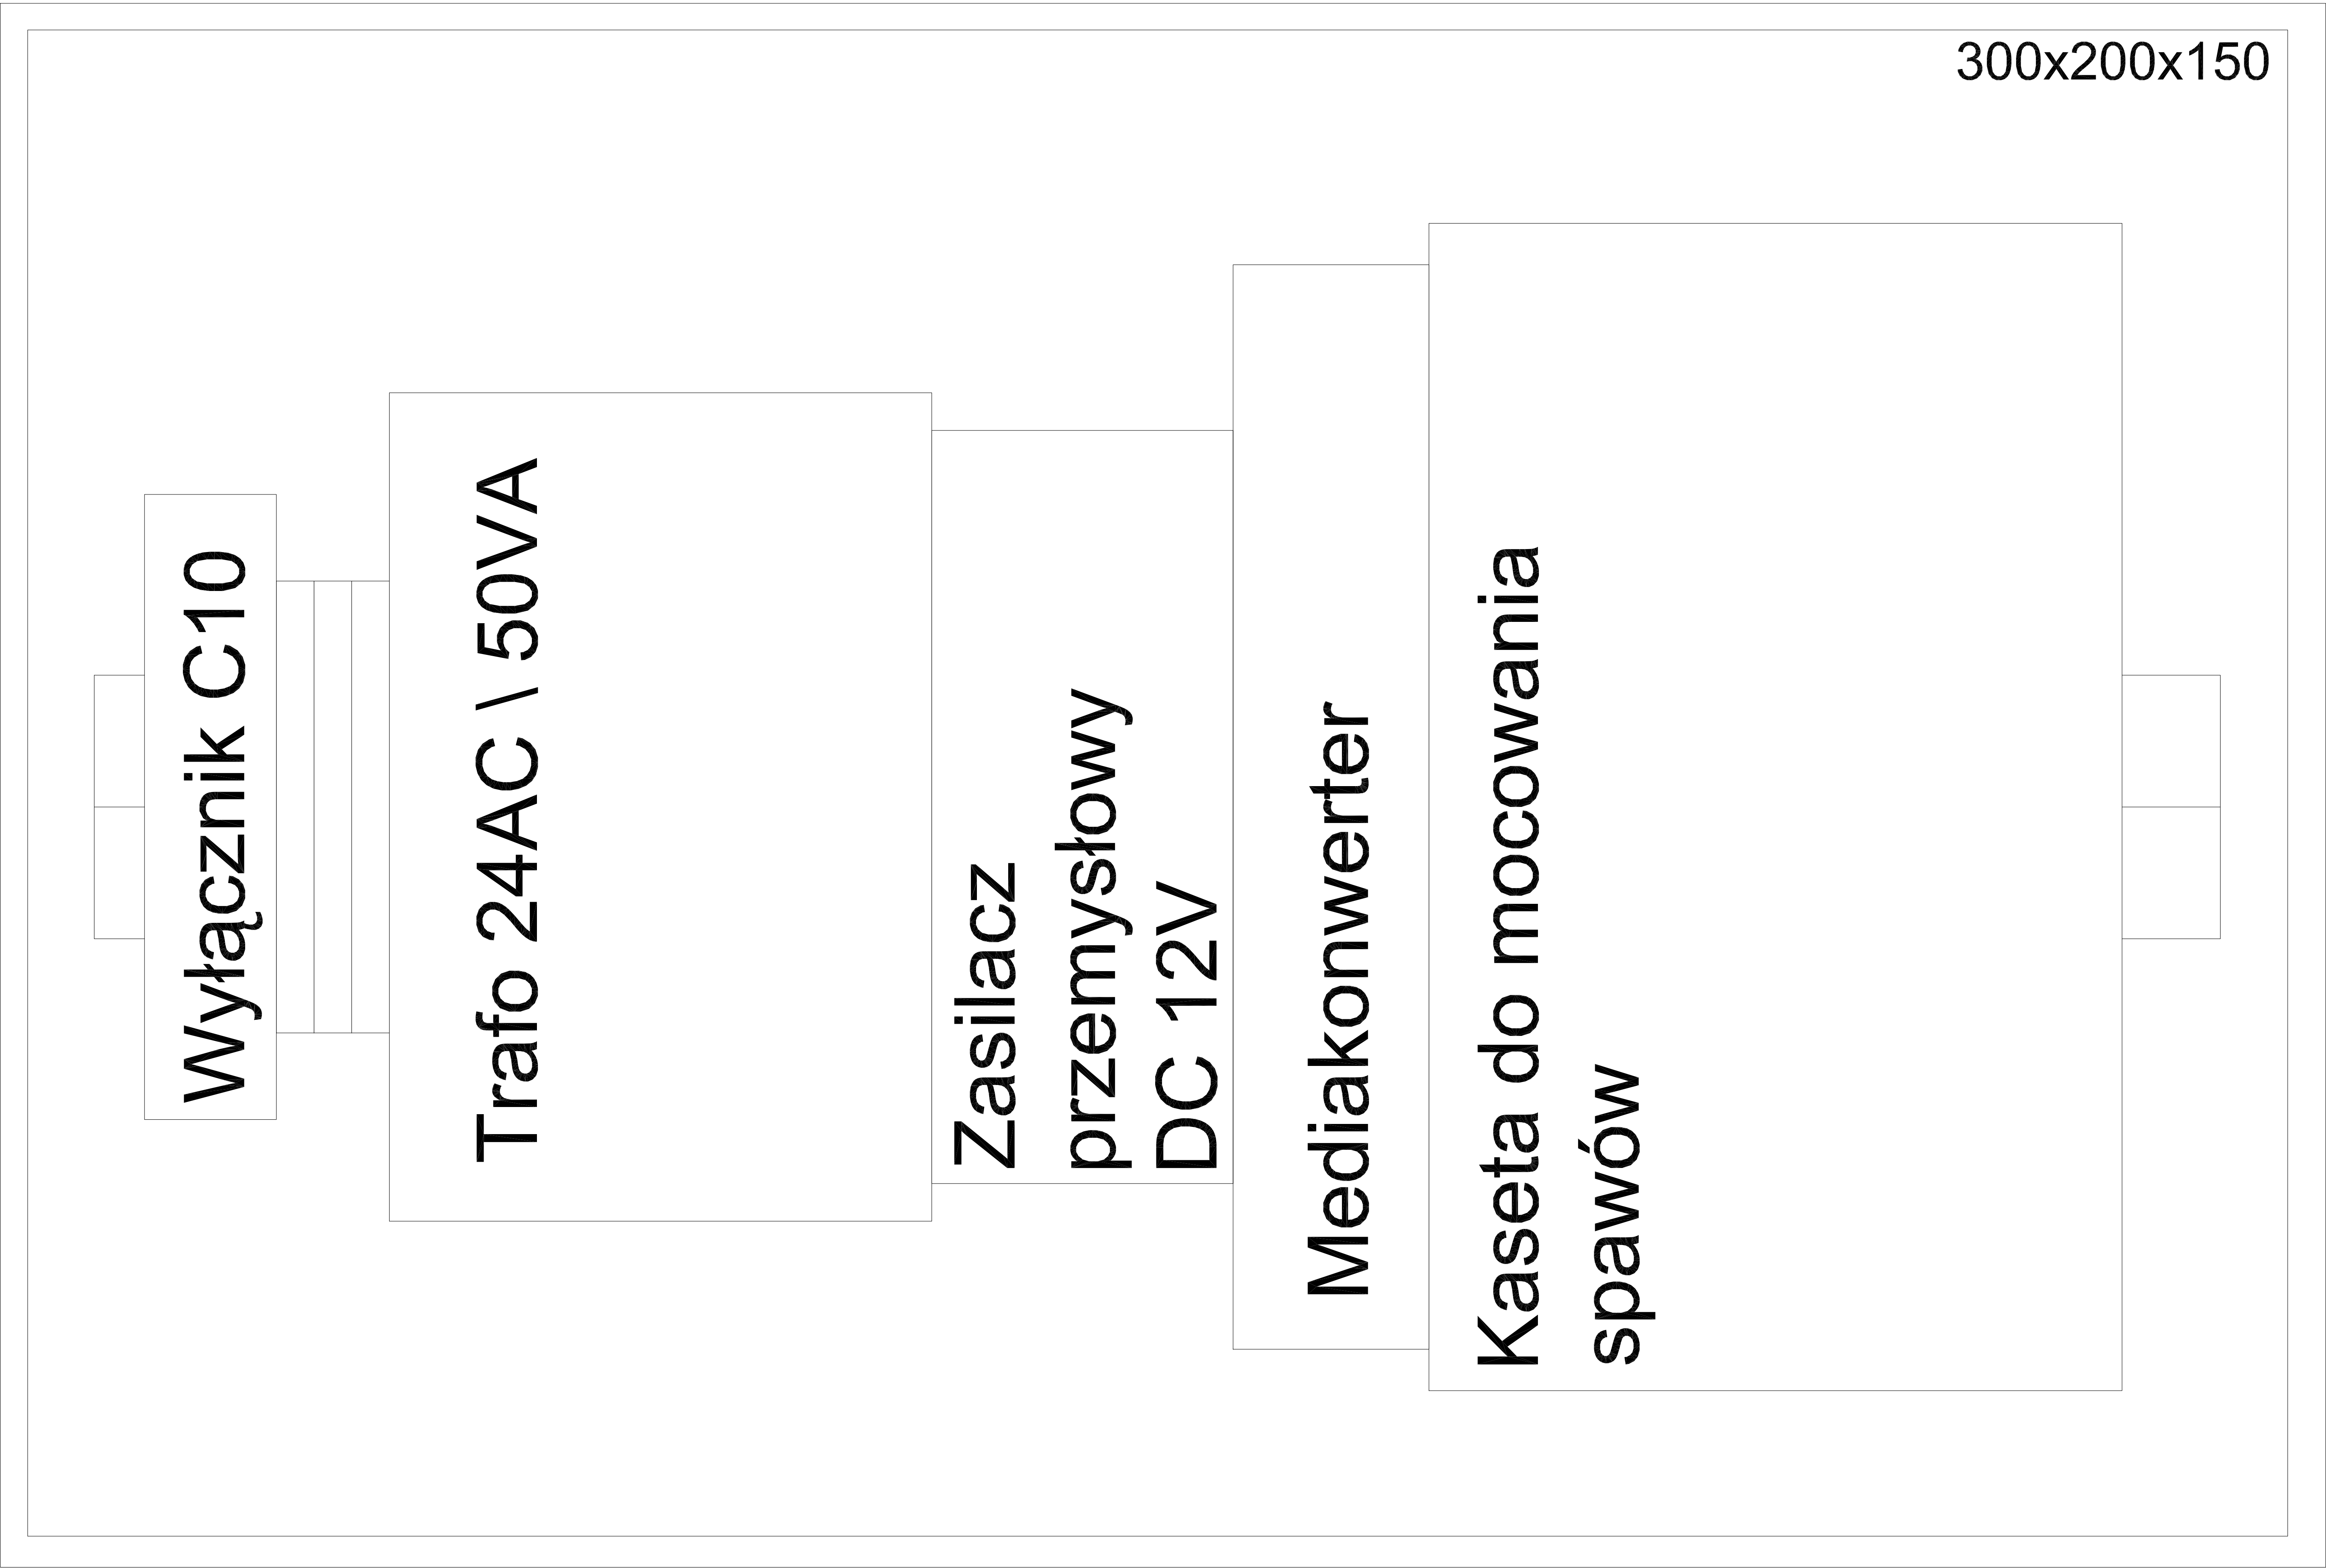 300x200x150
Wyłącznik C10
Trafo 24AC \ 50VA
Zasilacz
przemysłowy
DC 12V
Mediakonwerter
Kaseta do mocowania
spawów